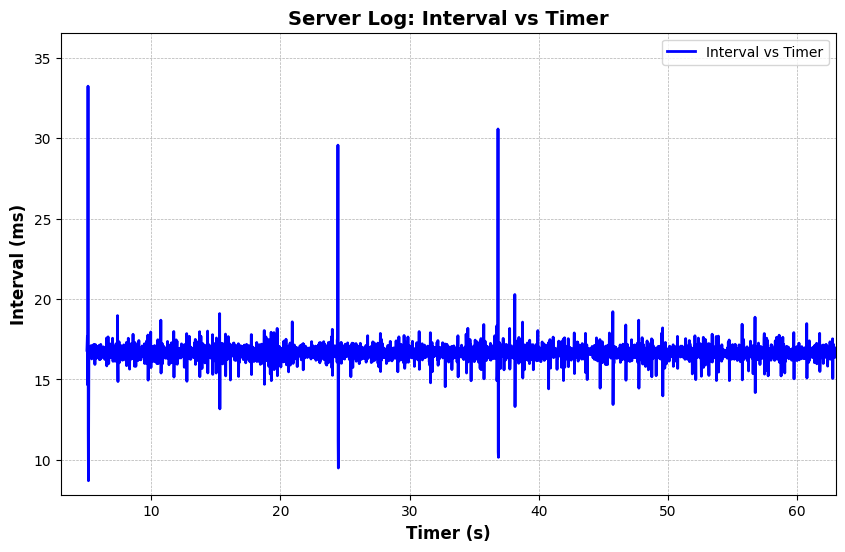 Server Log: Interval vs Timer
Interval vs Timer
35
30
25
20
15
10
Interval (ms)
10 20 30 40 50 60
Timer (s)